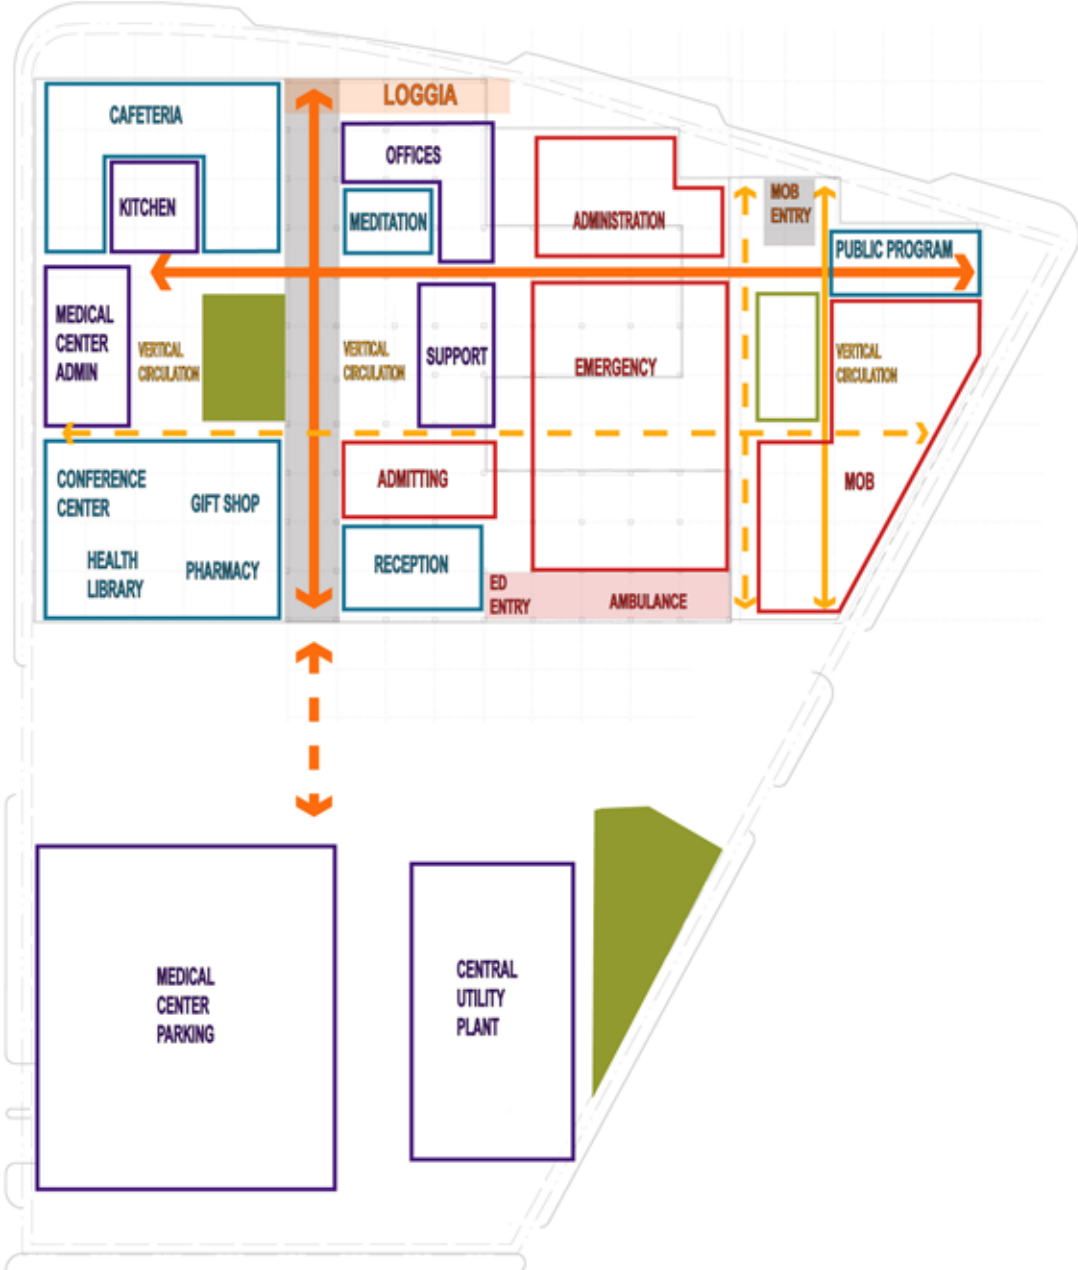 LOGGIA
CAFETERIA
OFFICES
KITCHEN
MEDITATION
ADMINISTRATION
MOB
ENTRY
PUBLIC PROGRAM
MEDICAL
CENTER
ADMIN
VERTICAL
CIRCULATION
VERTICAL
CIRCULATION
SUPPORT
EMERGENCY
VERTICAL
CIRCULATION
CONFERENCE
CENTER
GIFT SHOP
HEALTH
LIBRARY
PHARMACY
ADMITTING
RECEPTION
ED
ENTRY
AMBULANCE
MOB
MEDICAL
CENTER
PARKING
CENTRAL
UTILITY
PLANT